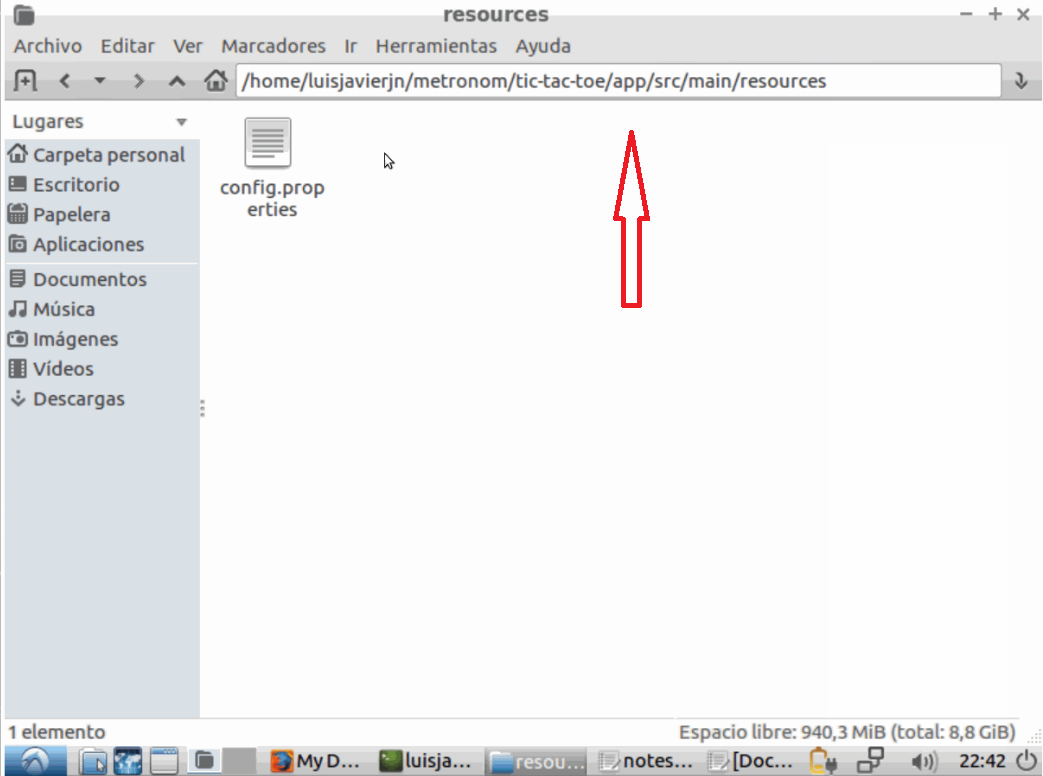 resources
Archivo Editar Ver Marcadores Ir Herramientas Ayuda
/home/luisjavierjn/metronom/tic-tac-toe/app/src/main/resources
Lugares
Carpeta personal
Escritorio
Papelera
Aplicaciones
Documentos
Música
Imágenes
Vídeos
Descargas
config.prop
erties
1 elemento
Espacio libre: 940,3 MiB (total: 8,8 GiB)
My D... luisja... resou... notes... [Doc... 22:42